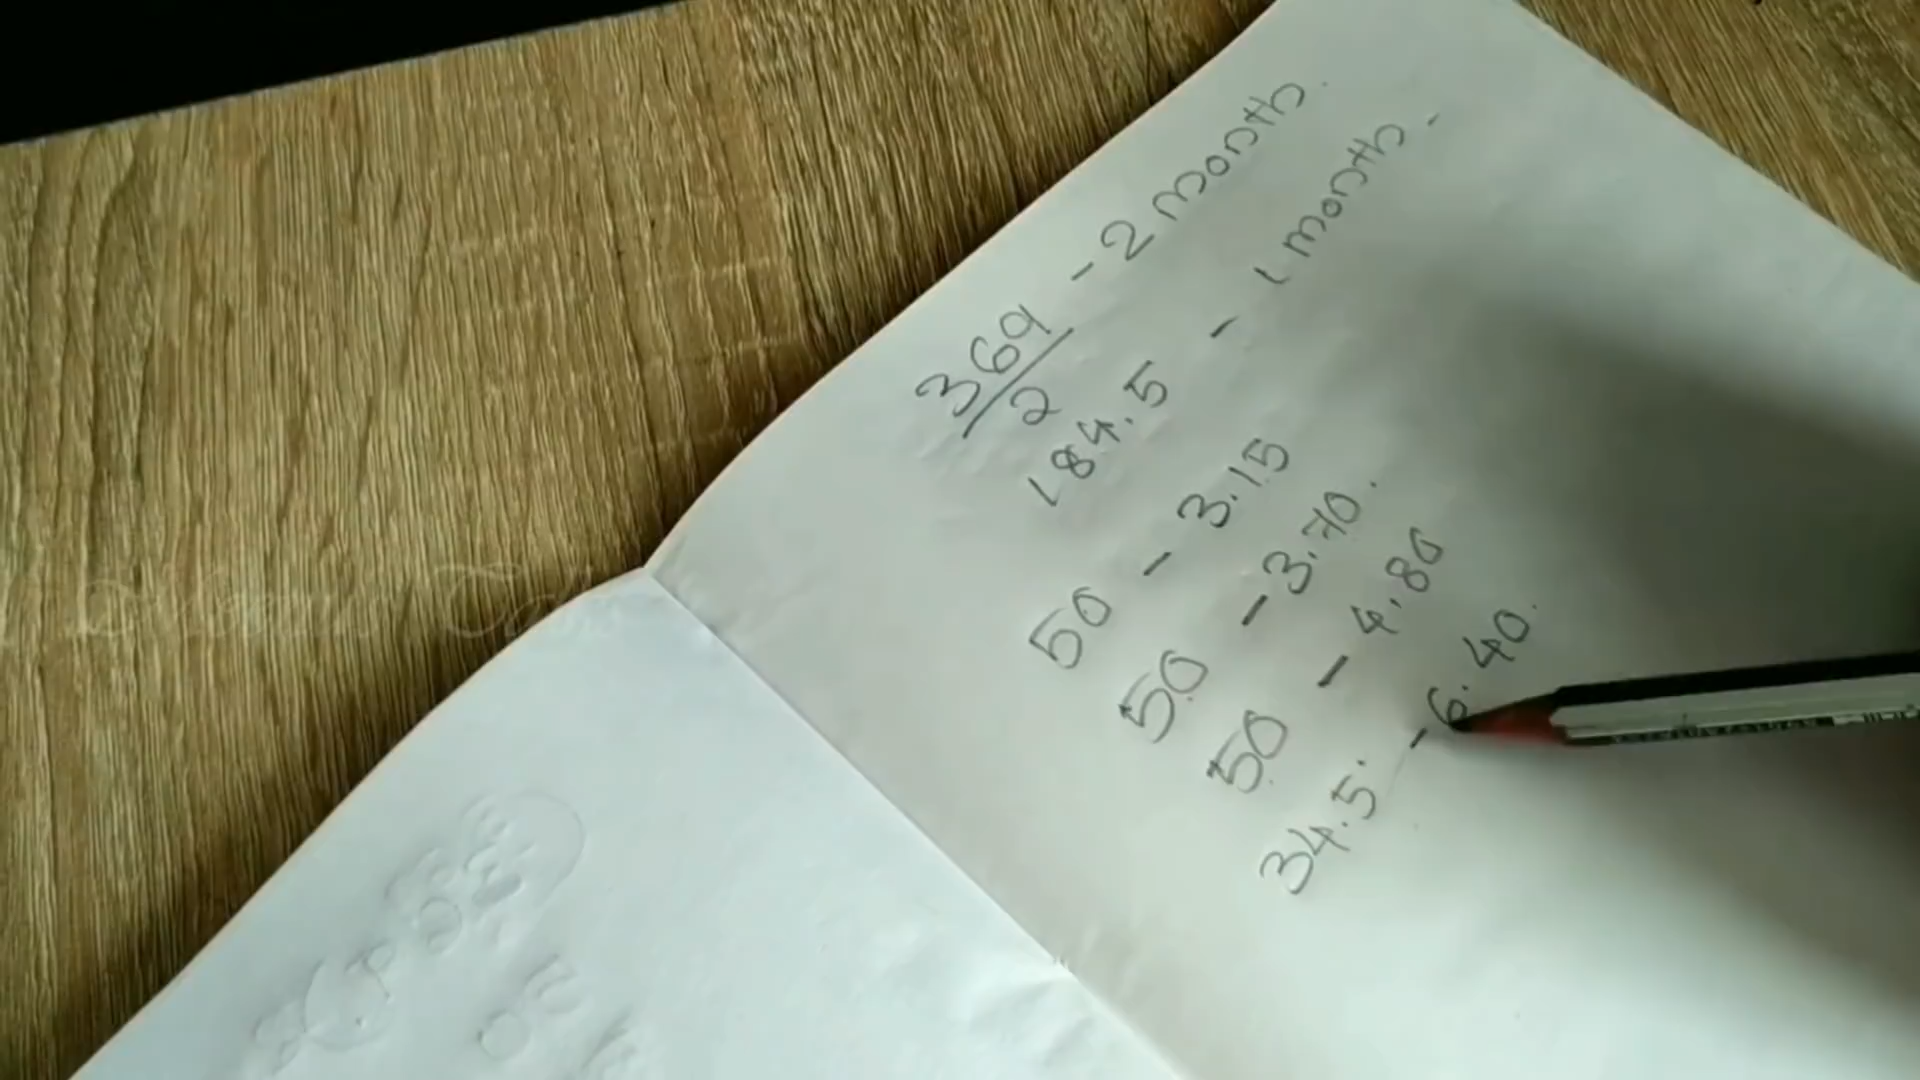 369 - 2 month.
2
184.5 - 1 month.
50 - 3.15
50 - 3.70.
50 - 4.80
34.5. - 6.40.